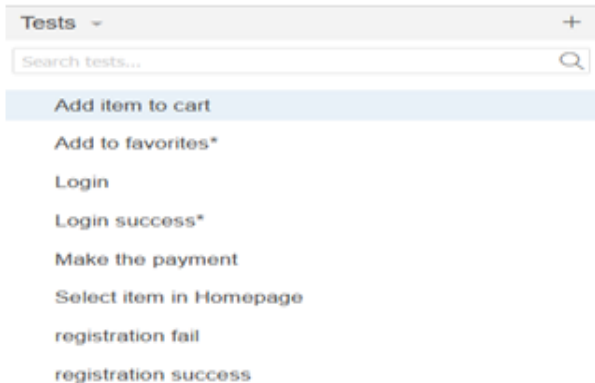 Tests
Search tests...
Add item to cart
Add to favorites*
Login
Login success*
Make the payment
Select item in Homepage
registration fail
registration success